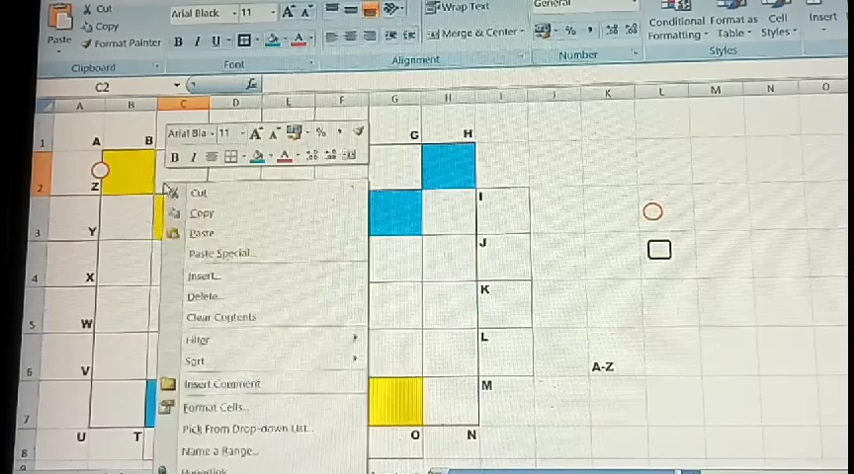 Cut
Copy
Paste
Format Painter
Clipboard
Arial Black
11
A A
B I U
A
Font
Wrap Text
Merge & Center
Alignment
General
%
Number
Conditional Formatting
Format as Table
Cell Styles
Styles
Insert
C2
fx
A B C D E F G H I J K L M N O
1
2
3
4
5
6
7
8
9
A B G H
Z
Y
X
W
V
U T O N
I
J
K
L
M
A-Z
Arial Bla 11 A A %
B I A
Cut
Copy
Paste
Paste Special...
Insert...
Delete...
Clear Contents
Filter
Sort
Insert Comment
Format Cells...
Pick From Drop-down List...
Name a Range...
Hyperlink...